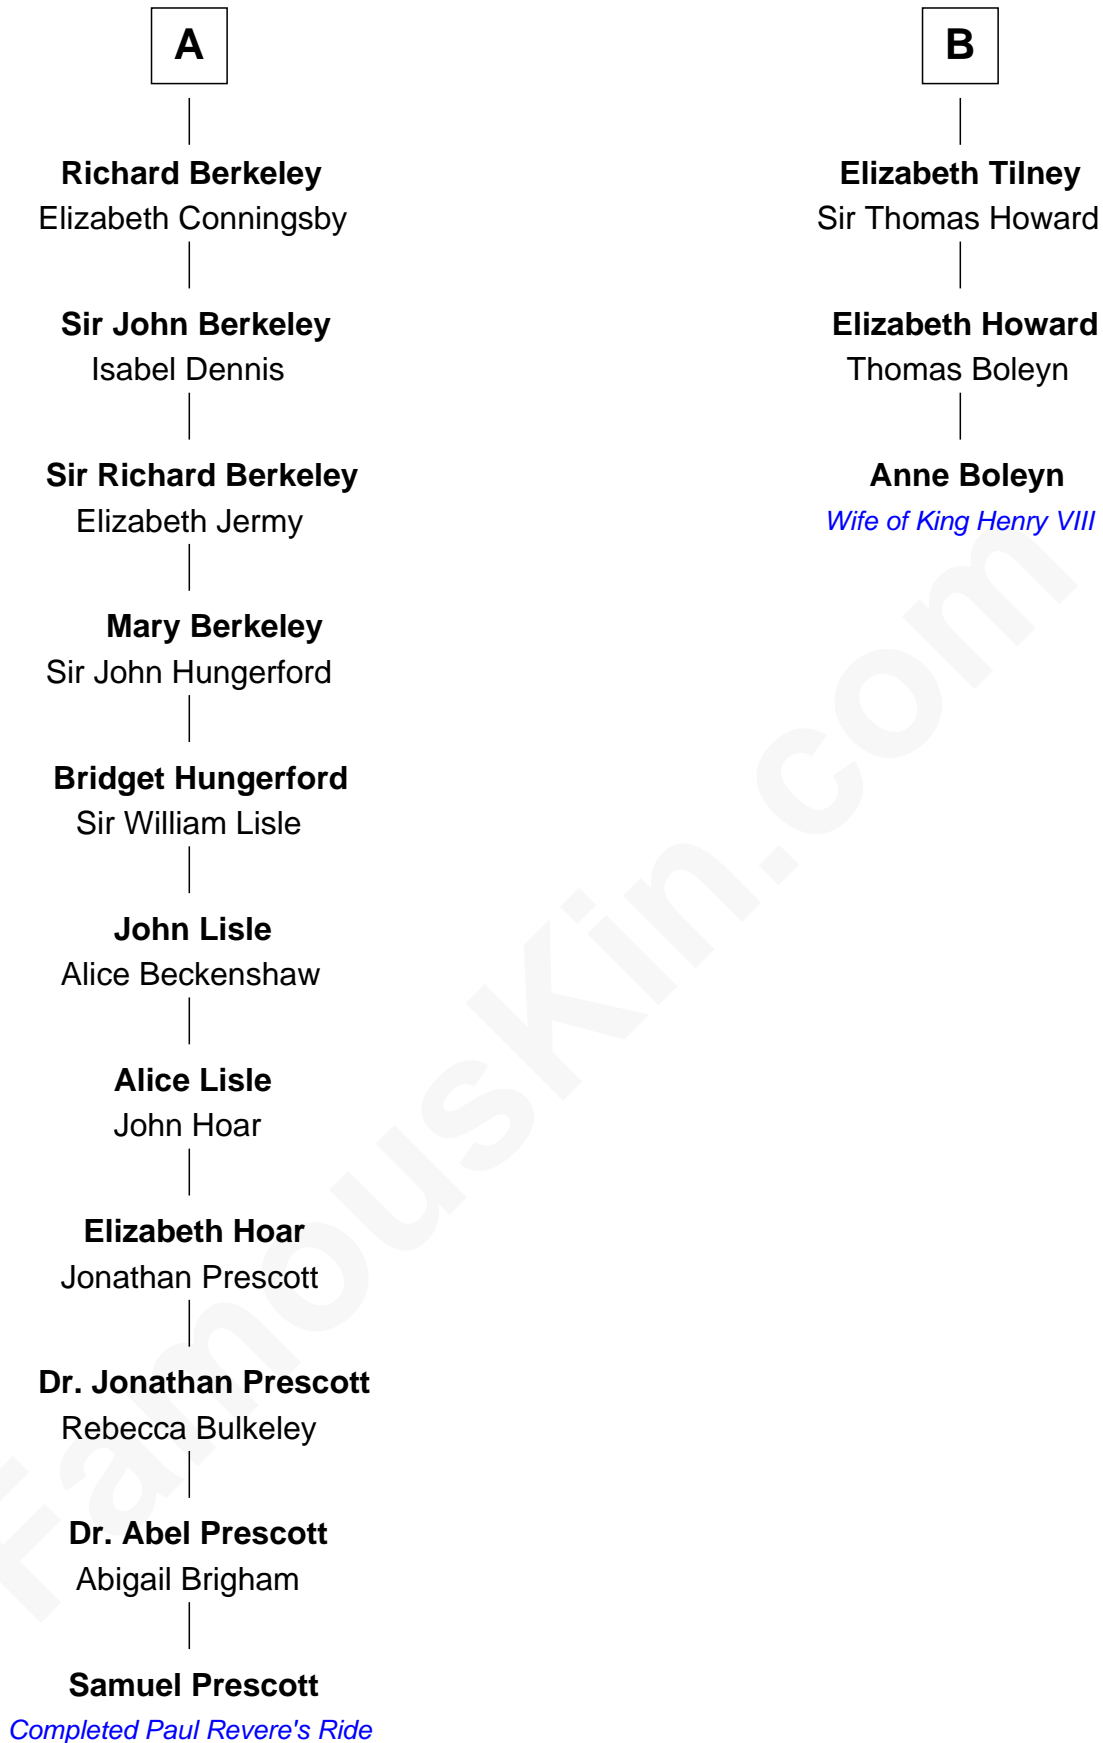 A
Richard Berkeley
Elizabeth Conningsby
Sir John Berkeley
Isabel Dennis
Sir Richard Berkeley
Elizabeth Jermy
Mary Berkeley
Sir John Hungerford
Bridget Hungerford
Sir William Lisle
John Lisle
Alice Beckenshaw
Alice Lisle
John Hoar
Elizabeth Hoar
Jonathan Prescott
Dr. Jonathan Prescott
Rebecca Bulkeley
Dr. Abel Prescott
Abigail Brigham
Samuel Prescott
Completed Paul Revere's Ride
B
Elizabeth Tilney
Sir Thomas Howard
Elizabeth Howard
Thomas Boleyn
Anne Boleyn
Wife of King Henry VIII
FamousKin.com